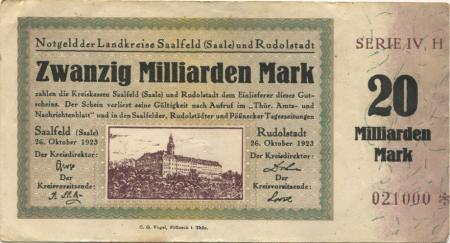 Notgeld der Landkreise Saalfeld (Saale) und Rudolstadt
SERIE IV, H
Zwanzig Milliarden Mark
zahlen die Kreiskassen Saalfeld (Saale) und Rudolstadt dem Einlieferer dieses Gut-
scheins. Der Schein verliert seine Gültigkeit nach Aufruf im „Thür. Amts- und
Nachrichtenblatt" und in den Saalfelder, Rudolstädter und Pößnecker Tageszeitungen
20
Milliarden
Mark
Saalfeld (Saale)
26. Oktober 1923
Der Kreisdirektor:
Der
Kreisvorsitzende:
Rudolstadt
26. Oktober 1923
Der Kreisdirektor:
Der
Kreisvorsitzende:
021000 *
C. G. Vogel, Pößneck i. Thür.